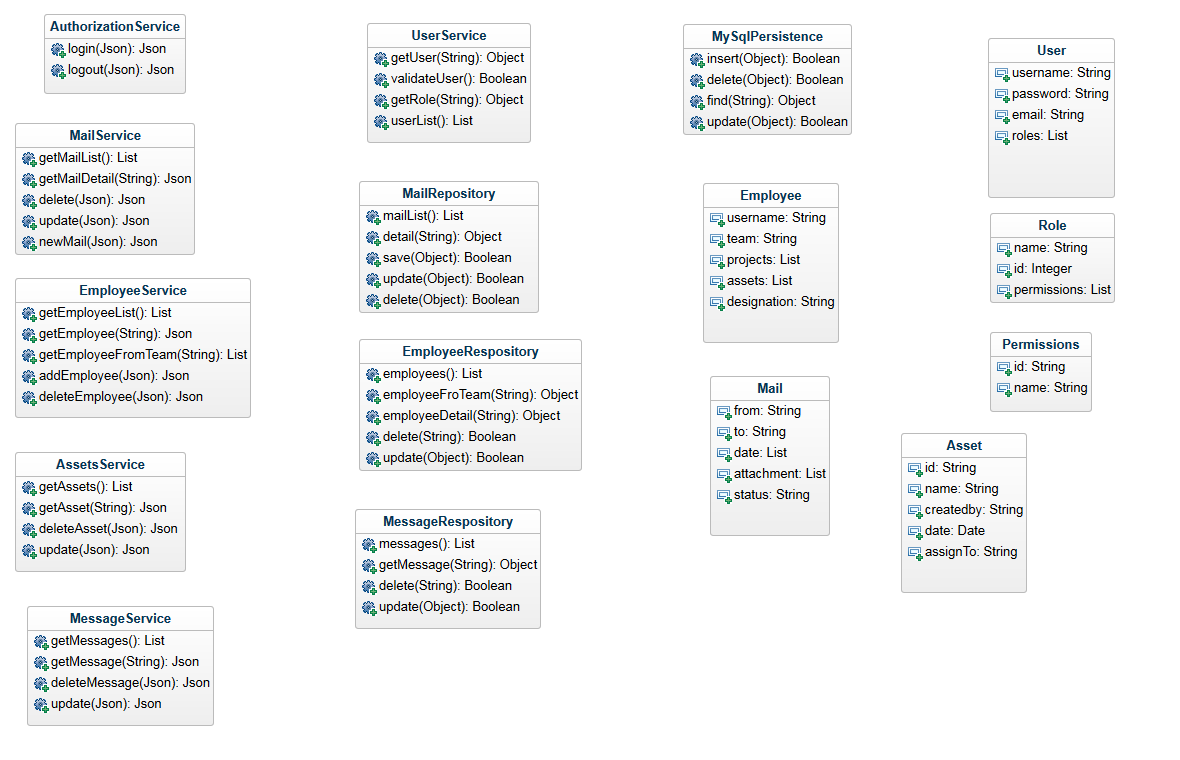 AuthorizationService
login(Json): Json
logout(Json): Json
MailService
getMailList(): List
getMailDetail(String): Json
delete(Json): Json
update(Json): Json
newMail(Json): Json
EmployeeService
getEmployeeList(): List
getEmployee(String): Json
getEmployeeFromTeam(String): List
addEmployee(Json): Json
deleteEmployee(Json): Json
AssetsService
getAssets(): List
getAsset(String): Json
deleteAsset(Json): Json
update(Json): Json
MessageService
getMessages(): List
getMessage(String): Json
deleteMessage(Json): Json
update(Json): Json
UserService
getUser(String): Object
validateUser(): Boolean
getRole(String): Object
userList(): List
MailRepository
mailList(): List
detail(String): Object
save(Object): Boolean
update(Object): Boolean
delete(Object): Boolean
EmployeeRespository
employees(): List
employeeFroTeam(String): Object
employeeDetail(String): Object
delete(String): Boolean
update(Object): Boolean
MessageRespository
messages(): List
getMessage(String): Object
delete(String): Boolean
update(Object): Boolean
MySqlPersistence
insert(Object): Boolean
delete(Object): Boolean
find(String): Object
update(Object): Boolean
Employee
username: String
team: String
projects: List
assets: List
designation: String
Mail
from: String
to: String
date: List
attachment: List
status: String
User
username: String
password: String
email: String
roles: List
Role
name: String
id: Integer
permissions: List
Permissions
id: String
name: String
Asset
id: String
name: String
createdby: String
date: Date
assignTo: String